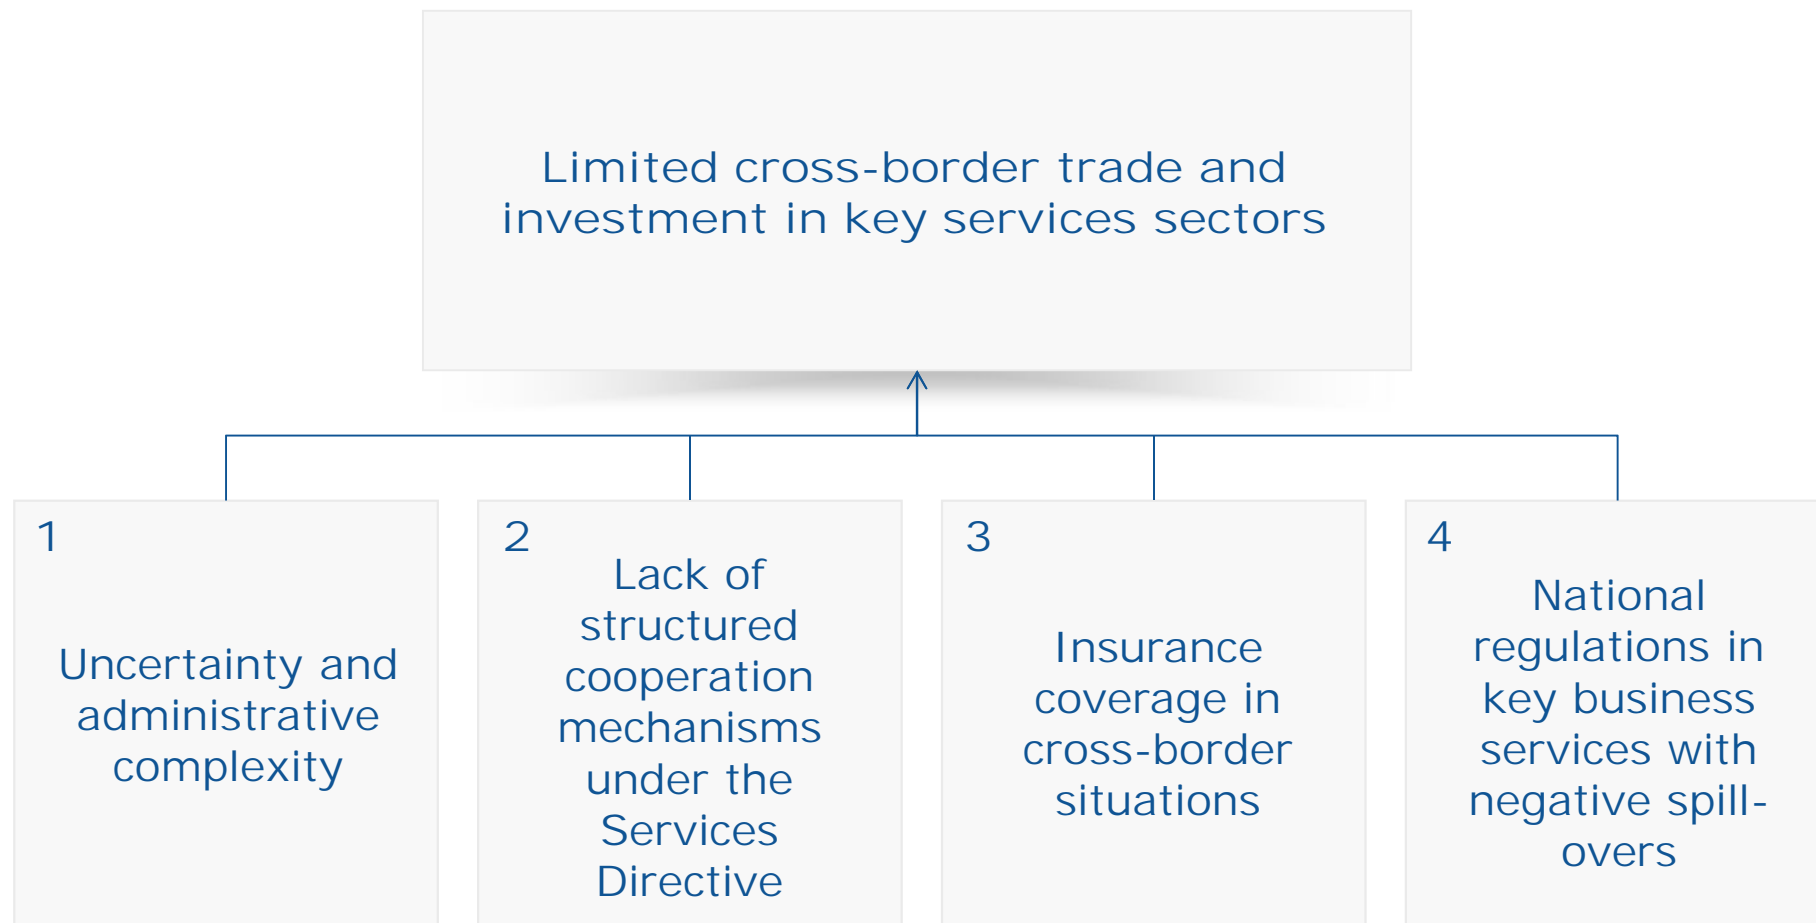 Limited cross-border trade and
investment in key services sectors
1
Uncertainty and
administrative
complexity
2
Lack of
structured
cooperation
mechanisms
under the
Services
Directive
3
Insurance
coverage in
cross-border
situations
4
National
regulations in
key business
services with
negative spill-
overs